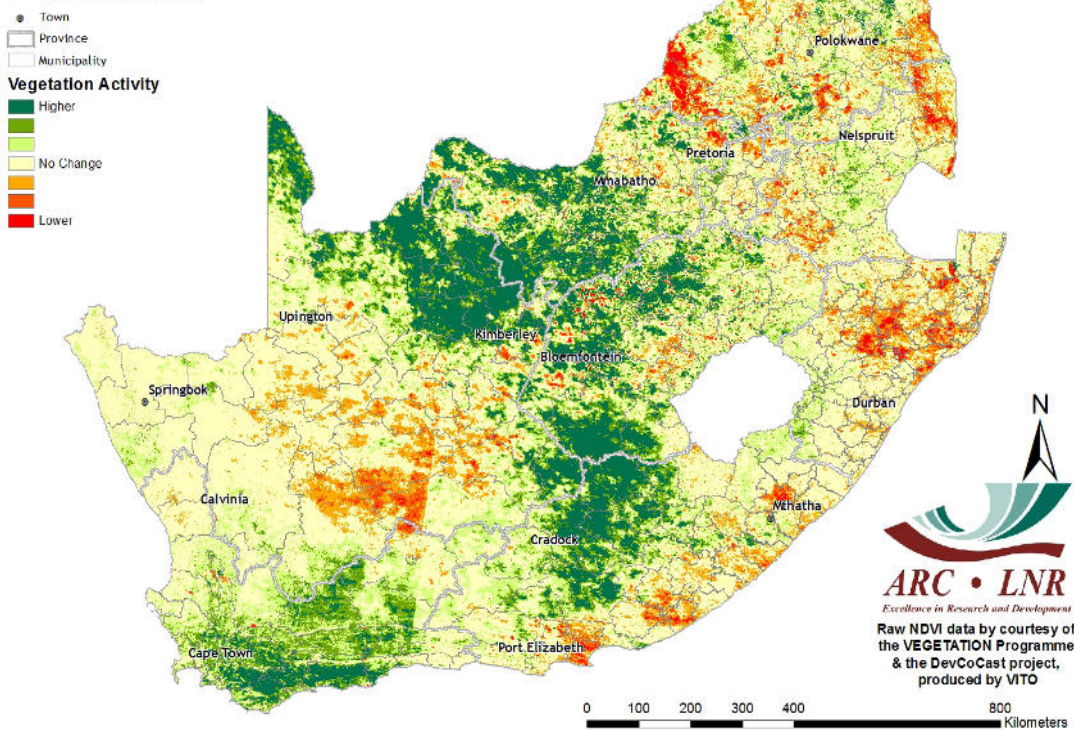 Town
Province
Municipality
Vegetation Activity
Higher
No Change
Lower
Polokwane
Nelspruit
Pretoria
Mmabatho
Upington
Kimberley
Bloemfontein
Springbok
Durban
N
Calvinia
Mthatha
Cradock
ARC • LNR
Excellence in Research and Development
Raw NDVI data by courtesy of
the VEGETATION Programme
& the DevCoCast project,
produced by VITO
Cape Town
Port Elizabeth
0 100 200 300 400 800
Kilometers